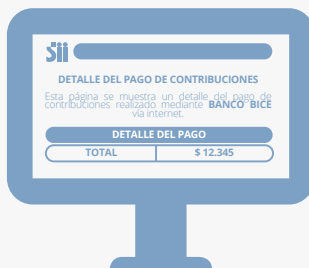 Sii
DETALLE DEL PAGO DE CONTRIBUCIONES
Esta página se muestra un detalle del pago de
contribuciones realizado mediante BANCO BICE
vía internet.
DETALLE DEL PAGO
TOTAL $ 12.345